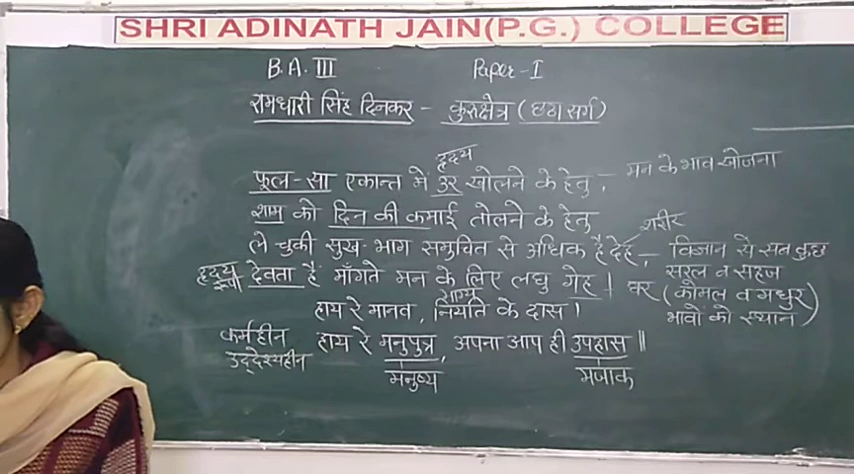 SHRI ADINATH JAIN(P.G.) COLLEGE
B.A. III Paper-I
रामधारी सिंह दिनकर - कुरुक्षेत्र (छठा सर्ग)
हृदय
फूल-सा एकान्त में उर खोलने के हेतु, - मन के भाव खोजना
शाम को दिन की कमाई तोलने के हेतु
शरीर
ले चुकी सुख-भाग समुचित से अधिक है देह, - विज्ञान से सब कुछ
सरल व सहज
हृदय रूपी देवता हैं माँगते मन के लिए लघु गेह। घर (कोमल व मधुर
भावों को स्थान)
भाग्य
हाय रे मानव, नियति के दास।
कर्महीन
उद्देश्यहीन
हाय रे मनुपुत्र, अपना आप ही उपहास॥
मनुष्य मजाक